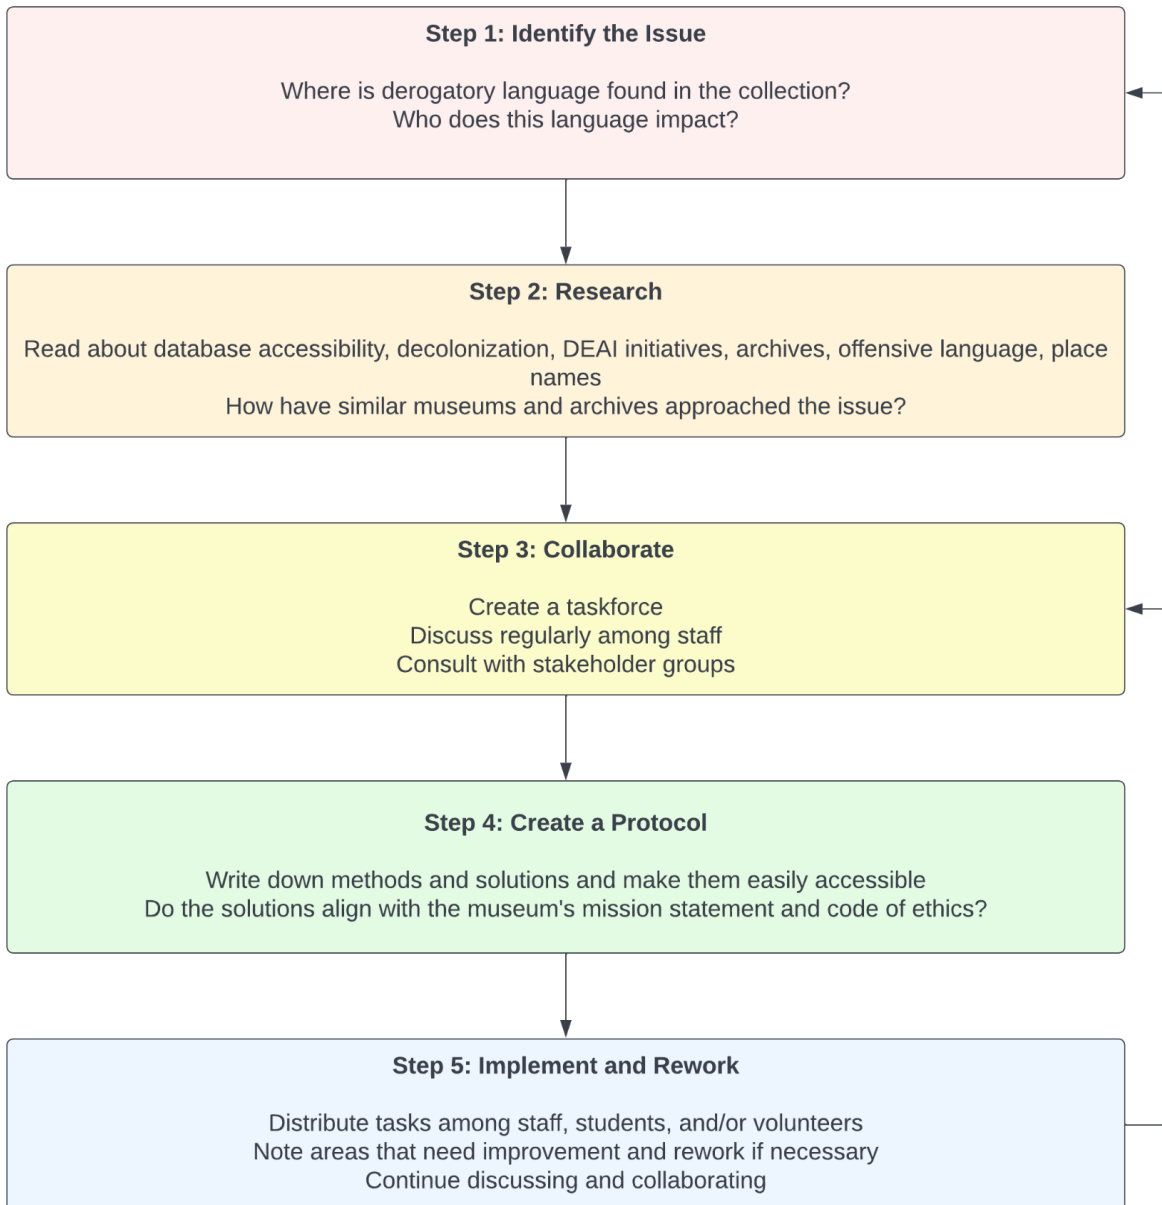 Step 1: Identify the Issue
Where is derogatory language found in the collection?
Who does this language impact?
Step 2: Research
Read about database accessibility, decolonization, DEAI initiatives, archives, offensive language, place
names
How have similar museums and archives approached the issue?
Step 3: Collaborate
Create a taskforce
Discuss regularly among staff
Consult with stakeholder groups
Step 4: Create a Protocol
Write down methods and solutions and make them easily accessible
Do the solutions align with the museum's mission statement and code of ethics?
Step 5: Implement and Rework
Distribute tasks among staff, students, and/or volunteers
Note areas that need improvement and rework if necessary
Continue discussing and collaborating